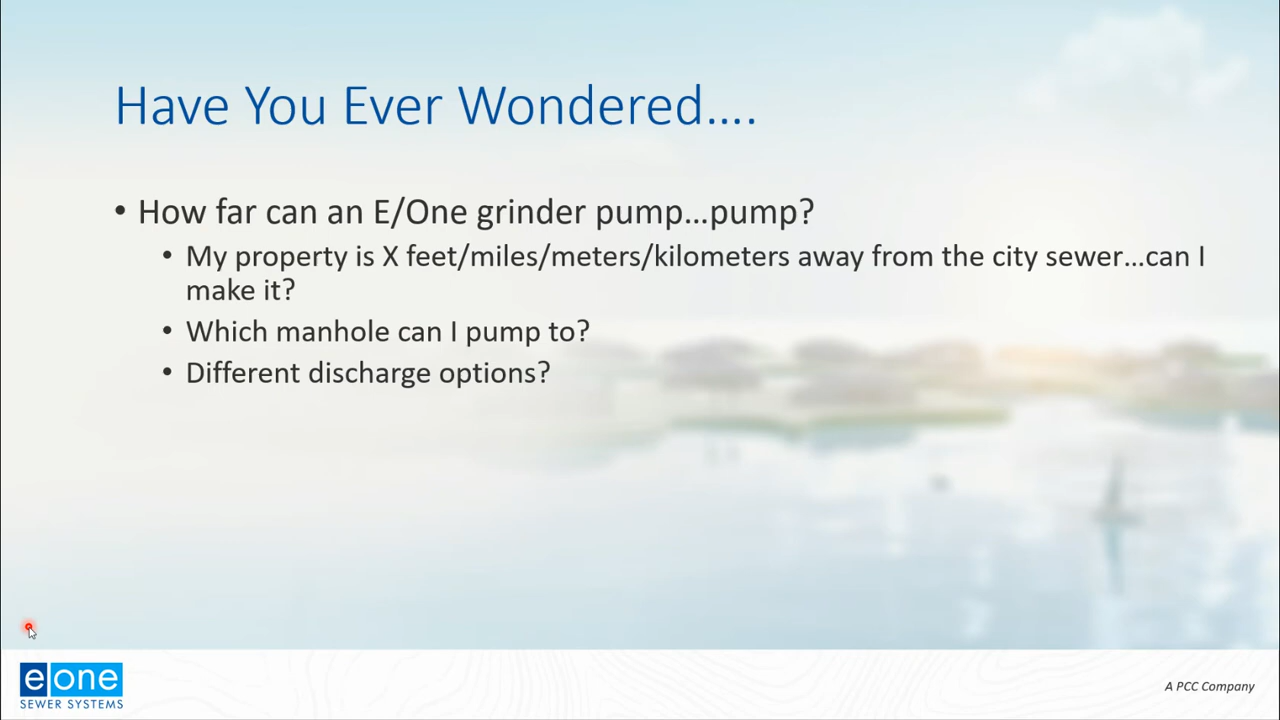 Have You Ever Wondered....
• How far can an E/One grinder pump...pump?
• My property is X feet/miles/meters/kilometers away from the city sewer...can I
make it?
• Which manhole can I pump to?
• Different discharge options?
e one
SEWER SYSTEMS
A PCC Company